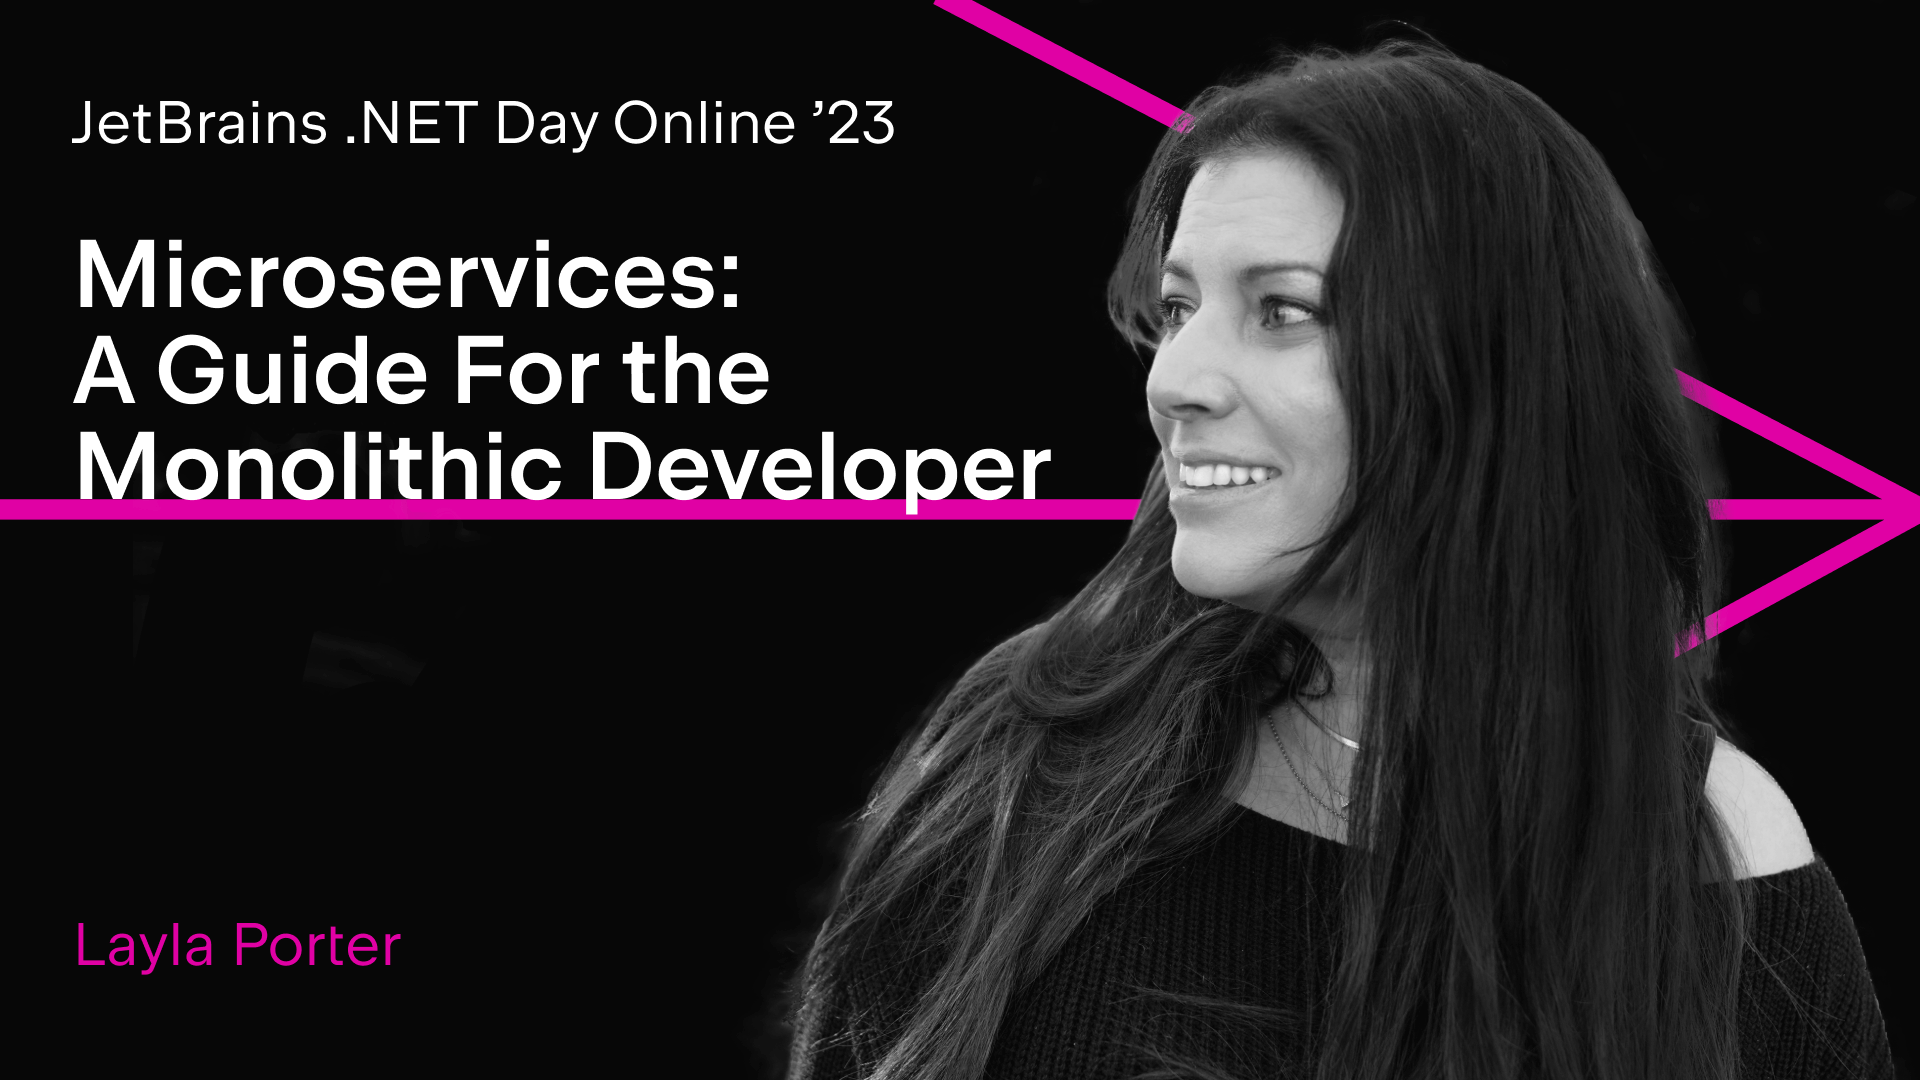 JetBrains .NET Day Online ’23
Microservices:
A Guide For the
Monolithic Developer
Layla Porter